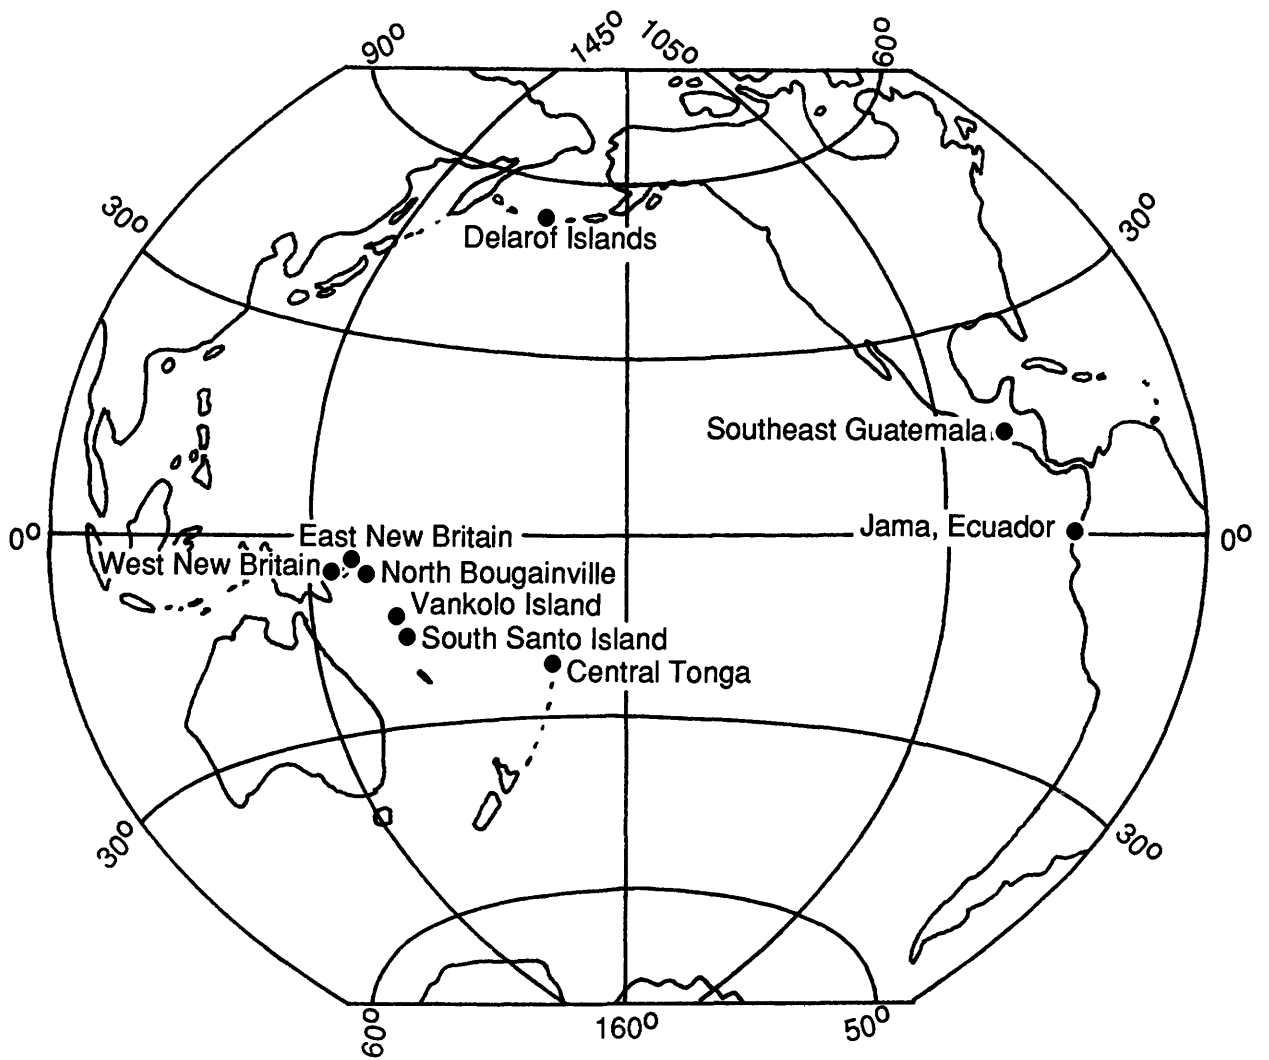 90°
145°
1050
60°
30°
30°
Delarof Islands
Southeast Guatemala
Jama, Ecuador
0°
0°
East New Britain
West New Britain
North Bougainville
Vankolo Island
South Santo Island
Central Tonga
30°
30°
60°
160°
50°